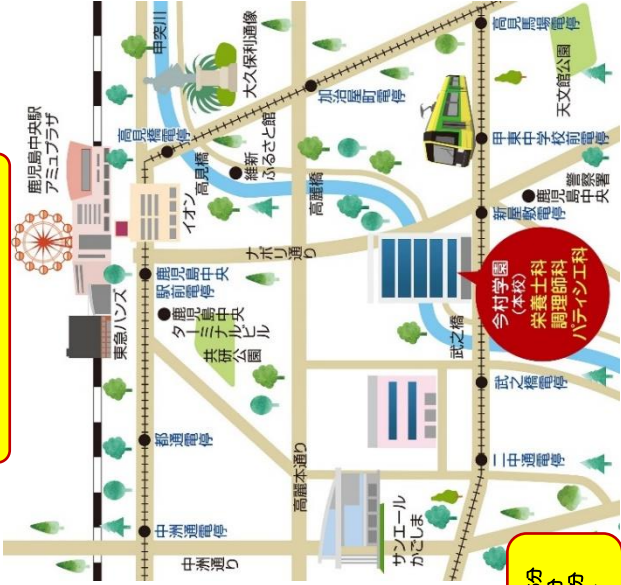 鹿児島中央駅
アミュプラザ
東急ハンズ
イオン
甲突川
大久保利通像
高見橋電停
高見橋
維新
ふるさと館
加治屋町電停
高麗橋
高見馬場電停
天文館公園
甲東中学校前電停
鹿児島中央
警察署
新屋敷電停
ナポリ通り
鹿児島中央
駅前電停
鹿児島中央
ターミナルビル
共研公園
都通電停
中洲通電停
中洲通り
高麗本通り
サンエール
かごしま
武之橋
武之橋電停
二中通電停
今村学園
(本校)
栄養士科
調理師科
パティシエ科